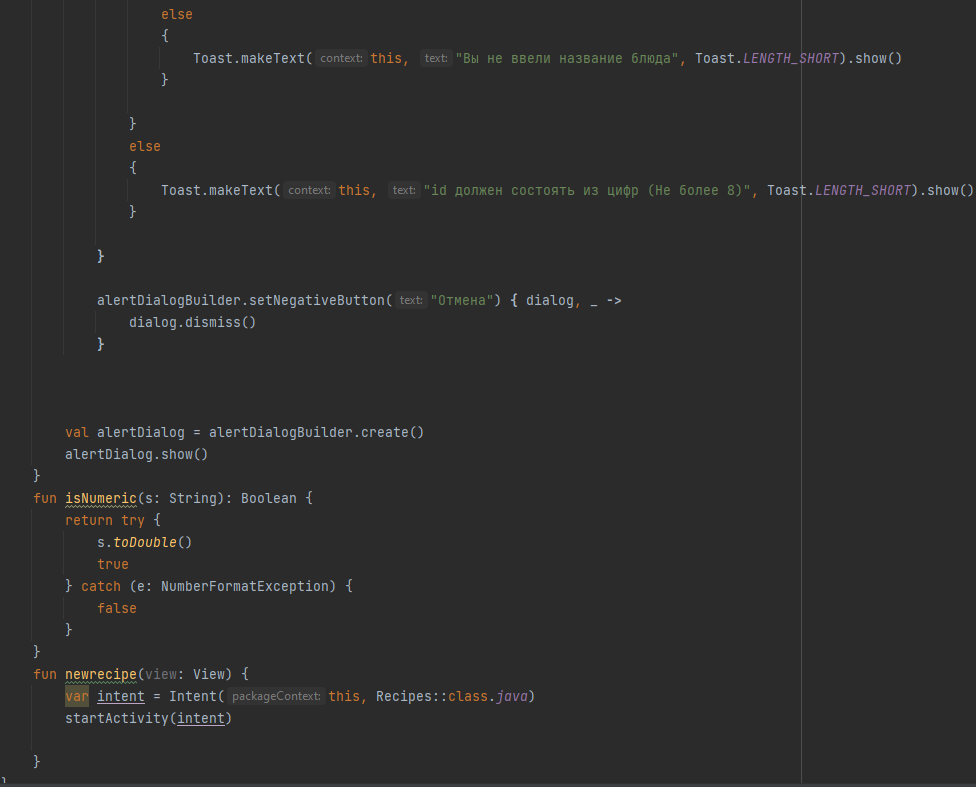 else
{
Toast.makeText( context: this, text: "Вы не ввели название блюда", Toast.LENGTH_SHORT).show()
}
}
else
{
Toast.makeText( context: this, text: "id должен состоять из цифр (Не более 8)", Toast.LENGTH_SHORT).show()
}
}
alertDialogBuilder.setNegativeButton( text: "Отмена") { dialog, _ ->
dialog.dismiss()
}
val alertDialog = alertDialogBuilder.create()
alertDialog.show()
}
fun isNumeric(s: String): Boolean {
return try {
s.toDouble()
true
} catch (e: NumberFormatException) {
false
}
}
fun newrecipe(view: View) {
var intent = Intent( packageContext: this, Recipes::class.java)
startActivity(intent)
}
}